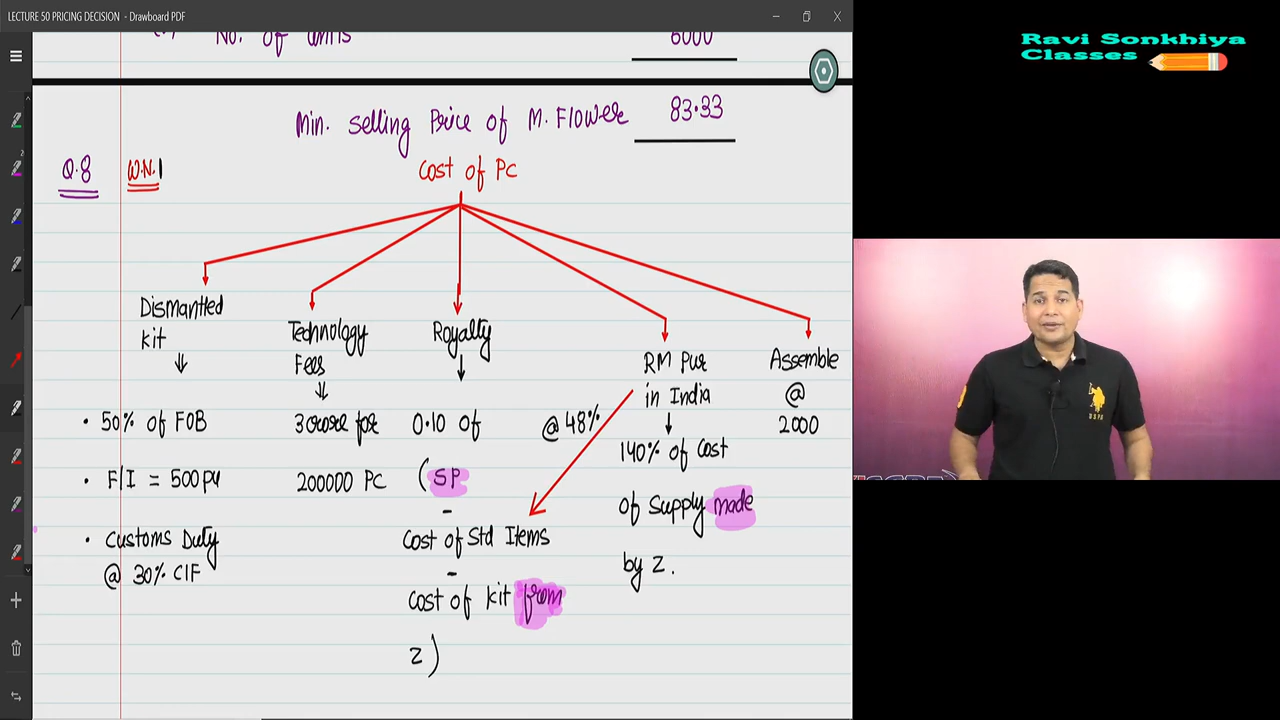 LECTURE 50 PRICING DECISION - Drawboard PDF
Ravi Sonkhiya
Classes
No. of Units 6000
Min. Selling Price of M. Flower 83.33
Q.8 W.N.1 Cost of PC
Dismantled
Kit
Technology
Fees
Royalty
RM Pur
in India
Assemble
@
2000
• 50% of FOB
• F/I = 500 pu
• Customs Duty
@ 30% CIF
200000 PC
0.10 of
(SP
-
Cost of Std Items
-
Cost of Kit from
Z)
@ 48%
140% of Cost
of Supply made
by Z.